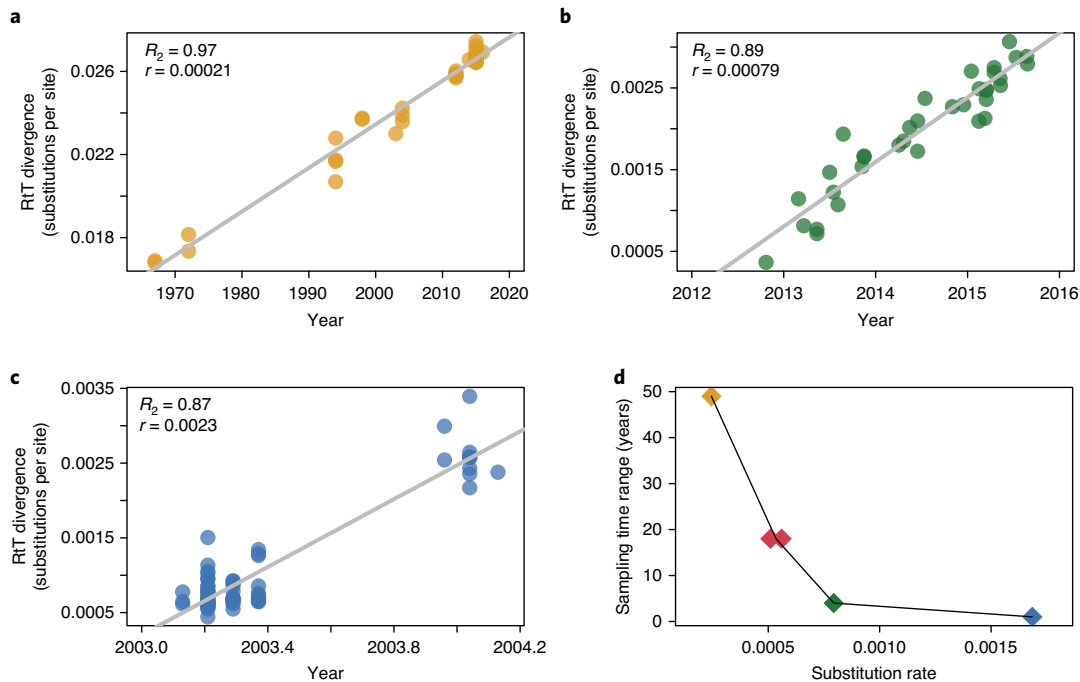 a
R2 = 0.97
r = 0.00021
0.026
0.022
0.018
RtT divergence
(substitutions per site)
1970 1980 1990 2000 2010 2020
Year
b
R2 = 0.89
r = 0.00079
0.0025
0.0015
0.0005
RtT divergence
(substitutions per site)
2012 2013 2014 2015 2016
Year
c
R2 = 0.87
r = 0.0023
0.0035
0.0025
0.0015
0.0005
RtT divergence
(substitutions per site)
2003.0 2003.4 2003.8 2004.2
Year
d
50
40
30
20
10
0
Sampling time range (years)
0.0005 0.0010 0.0015
Substitution rate